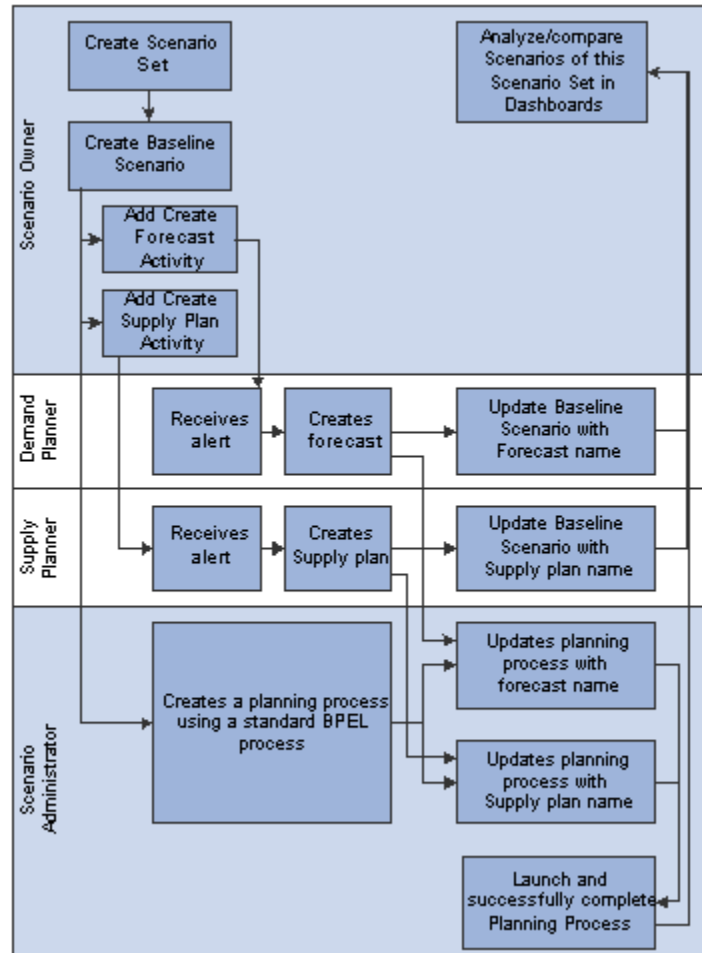 Scenario Owner
Create Scenario
Set
Analyze/compare
Scenarios of this
Scenario Set in
Dashboards
Create Baseline
Scenario
Add Create
Forecast
Activity
Add Create
Supply Plan
Activity
Demand
Planner
Receives
alert
Creates
forecast
Update Baseline
Scenario with
Forecast name
Supply
Planner
Receives
alert
Creates
Supply plan
Update Baseline
Scenario with
Supply plan name
Scenario
Administrator
Creates a planning process
using a standard BPEL
process
Updates planning
process with
forecast name
Updates planning
process with
Supply plan name
Launch and
successfully complete
Planning Process